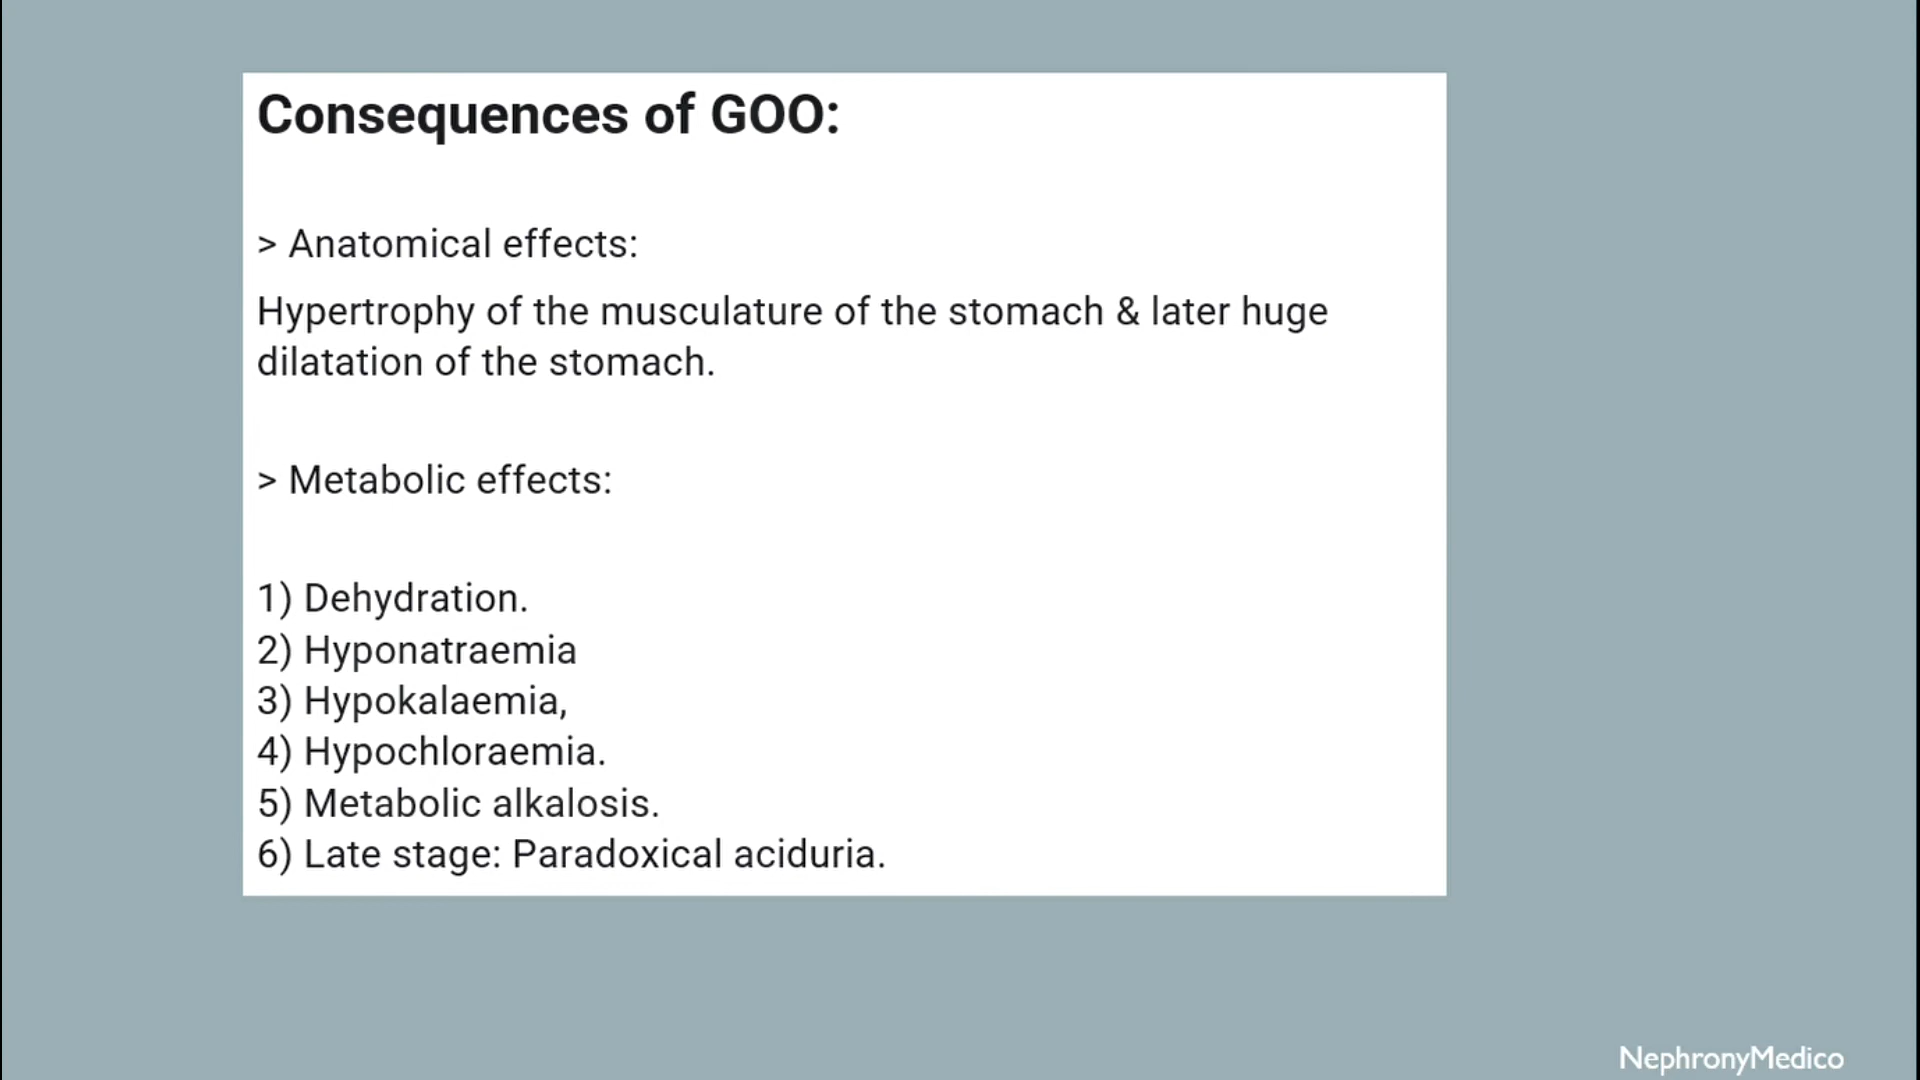 Consequences of GOO:
> Anatomical effects:
Hypertrophy of the musculature of the stomach & later huge
dilatation of the stomach.
> Metabolic effects:
1) Dehydration.
2) Hyponatraemia
3) Hypokalaemia,
4) Hypochloraemia.
5) Metabolic alkalosis.
6) Late stage: Paradoxical aciduria.
NephronyMedico